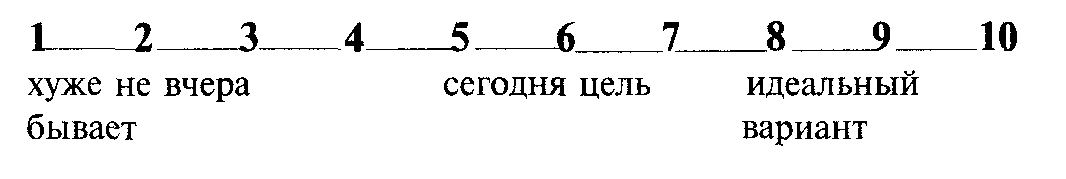 1 2 3 4 5 6 7 8 9 10
хуже не вчера сегодня цель идеальный
бывает вариант